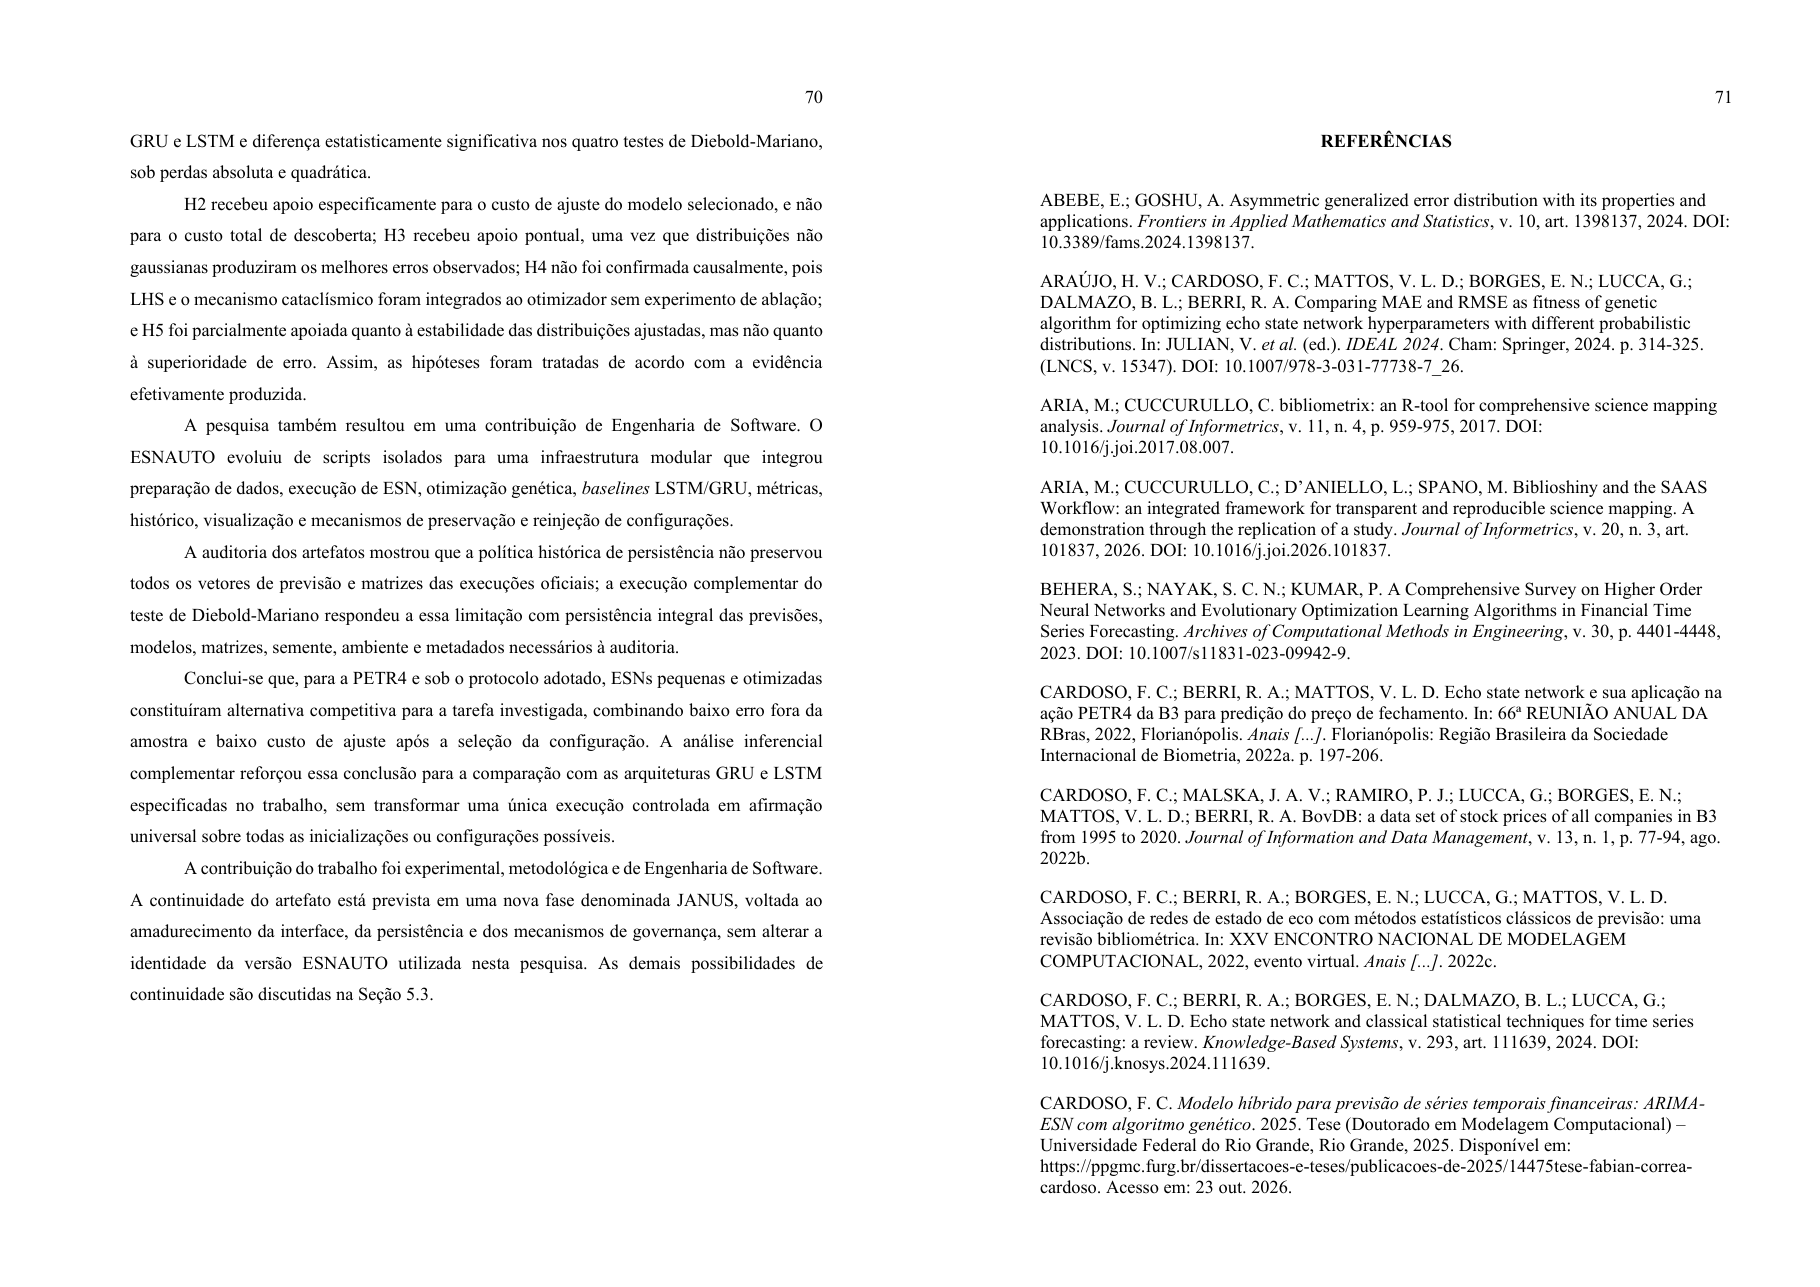 70
GRU e LSTM e diferença estatisticamente significativa nos quatro testes de Diebold-Mariano,
sob perdas absoluta e quadrática.
H2 recebeu apoio especificamente para o custo de ajuste do modelo selecionado, e não
para o custo total de descoberta; H3 recebeu apoio pontual, uma vez que distribuições não
gaussianas produziram os melhores erros observados; H4 não foi confirmada causalmente, pois
LHS e o mecanismo cataclísmico foram integrados ao otimizador sem experimento de ablação;
e H5 foi parcialmente apoiada quanto à estabilidade das distribuições ajustadas, mas não quanto
à superioridade de erro. Assim, as hipóteses foram tratadas de acordo com a evidência
efetivamente produzida.
A pesquisa também resultou em uma contribuição de Engenharia de Software. O
ESNAUTO evoluiu de scripts isolados para uma infraestrutura modular que integrou
preparação de dados, execução de ESN, otimização genética, baselines LSTM/GRU, métricas,
histórico, visualização e mecanismos de preservação e reinjeção de configurações.
A auditoria dos artefatos mostrou que a política histórica de persistência não preservou
todos os vetores de previsão e matrizes das execuções oficiais; a execução complementar do
teste de Diebold-Mariano respondeu a essa limitação com persistência integral das previsões,
modelos, matrizes, semente, ambiente e metadados necessários à auditoria.
Conclui-se que, para a PETR4 e sob o protocolo adotado, ESNs pequenas e otimizadas
constituíram alternativa competitiva para a tarefa investigada, combinando baixo erro fora da
amostra e baixo custo de ajuste após a seleção da configuração. A análise inferencial
complementar reforçou essa conclusão para a comparação com as arquiteturas GRU e LSTM
especificadas no trabalho, sem transformar uma única execução controlada em afirmação
universal sobre todas as inicializações ou configurações possíveis.
A contribuição do trabalho foi experimental, metodológica e de Engenharia de Software.
A continuidade do artefato está prevista em uma nova fase denominada JANUS, voltada ao
amadurecimento da interface, da persistência e dos mecanismos de governança, sem alterar a
identidade da versão ESNAUTO utilizada nesta pesquisa. As demais possibilidades de
continuidade são discutidas na Seção 5.3.
71
REFERÊNCIAS
ABEBE, E.; GOSHU, A. Asymmetric generalized error distribution with its properties and
applications. Frontiers in Applied Mathematics and Statistics, v. 10, art. 1398137, 2024. DOI:
10.3389/fams.2024.1398137.
ARAÚJO, H. V.; CARDOSO, F. C.; MATTOS, V. L. D.; BORGES, E. N.; LUCCA, G.;
DALMAZO, B. L.; BERRI, R. A. Comparing MAE and RMSE as fitness of genetic
algorithm for optimizing echo state network hyperparameters with different probabilistic
distributions. In: JULIAN, V. et al. (ed.). IDEAL 2024. Cham: Springer, 2024. p. 314-325.
(LNCS, v. 15347). DOI: 10.1007/978-3-031-77738-7_26.
ARIA, M.; CUCCURULLO, C. bibliometrix: an R-tool for comprehensive science mapping
analysis. Journal of Informetrics, v. 11, n. 4, p. 959-975, 2017. DOI:
10.1016/j.joi.2017.08.007.
ARIA, M.; CUCCURULLO, C.; D’ANIELLO, L.; SPANO, M. Biblioshiny and the SAAS
Workflow: an integrated framework for transparent and reproducible science mapping. A
demonstration through the replication of a study. Journal of Informetrics, v. 20, n. 3, art.
101837, 2026. DOI: 10.1016/j.joi.2026.101837.
BEHERA, S.; NAYAK, S. C. N.; KUMAR, P. A Comprehensive Survey on Higher Order
Neural Networks and Evolutionary Optimization Learning Algorithms in Financial Time
Series Forecasting. Archives of Computational Methods in Engineering, v. 30, p. 4401-4448,
2023. DOI: 10.1007/s11831-023-09942-9.
CARDOSO, F. C.; BERRI, R. A.; MATTOS, V. L. D. Echo state network e sua aplicação na
ação PETR4 da B3 para predição do preço de fechamento. In: 66ª REUNIÃO ANUAL DA
RBras, 2022, Florianópolis. Anais [...]. Florianópolis: Região Brasileira da Sociedade
Internacional de Biometria, 2022a. p. 197-206.
CARDOSO, F. C.; MALSKA, J. A. V.; RAMIRO, P. J.; LUCCA, G.; BORGES, E. N.;
MATTOS, V. L. D.; BERRI, R. A. BovDB: a data set of stock prices of all companies in B3
from 1995 to 2020. Journal of Information and Data Management, v. 13, n. 1, p. 77-94, ago.
2022b.
CARDOSO, F. C.; BERRI, R. A.; BORGES, E. N.; LUCCA, G.; MATTOS, V. L. D.
Associação de redes de estado de eco com métodos estatísticos clássicos de previsão: uma
revisão bibliométrica. In: XXV ENCONTRO NACIONAL DE MODELAGEM
COMPUTACIONAL, 2022, evento virtual. Anais [...]. 2022c.
CARDOSO, F. C.; BERRI, R. A.; BORGES, E. N.; DALMAZO, B. L.; LUCCA, G.;
MATTOS, V. L. D. Echo state network and classical statistical techniques for time series
forecasting: a review. Knowledge-Based Systems, v. 293, art. 111639, 2024. DOI:
10.1016/j.knosys.2024.111639.
CARDOSO, F. C. Modelo híbrido para previsão de séries temporais financeiras: ARIMA-
ESN com algoritmo genético. 2025. Tese (Doutorado em Modelagem Computacional) –
Universidade Federal do Rio Grande, Rio Grande, 2025. Disponível em:
https://ppgmc.furg.br/dissertacoes-e-teses/publicacoes-de-2025/14475tese-fabian-correa-
cardoso. Acesso em: 23 out. 2026.